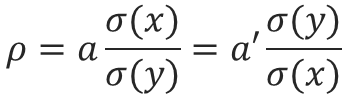 ρ = a σ(x)/σ(y) = a′ σ(y)/σ(x)